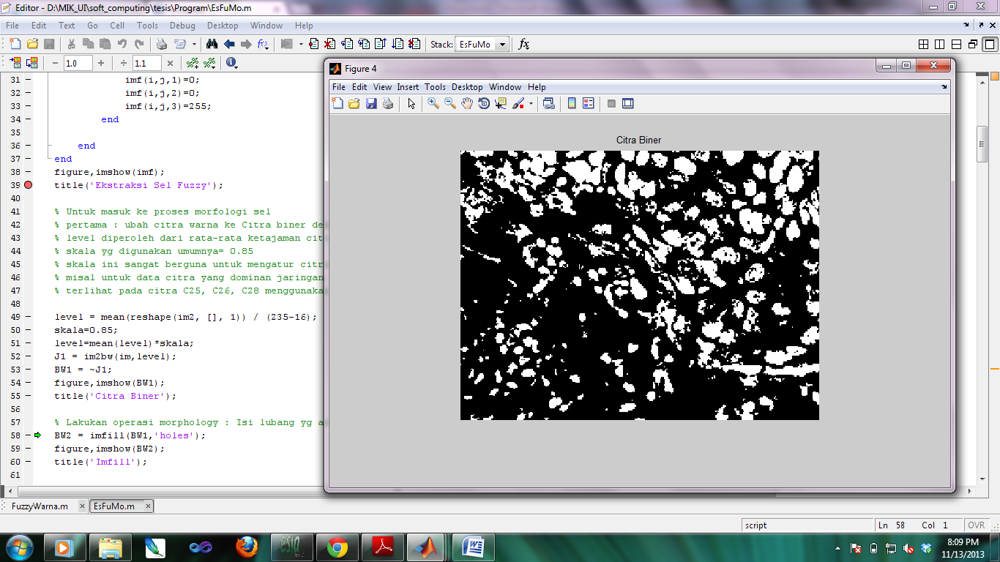 Editor - D:\MIK_UI\soft_computing\tesis\Program\EsFuMo.m
File Edit Text Go Cell Tools Debug Desktop Window Help
Stack: EsFuMo fx
1.0 1.1
31 imf(i,j,1)=0;
32 imf(i,j,2)=0;
33 imf(i,j,3)=255;
34 end
35
36 end
37 end
38 figure,imshow(imf);
39 title('Ekstraksi Sel Fuzzy');
40
41 % Untuk masuk ke proses morfologi sel
42 % pertama : ubah citra warna ke Citra biner de
43 % level diperoleh dari rata-rata ketajaman cit
44 % skala yg digunakan umumnya= 0.85
45 % skala ini sangat berguna untuk mengatur citr
46 % misal untuk data citra yang dominan jaringan
47 % terlihat pada citra C25, C26, C28 menggunaka
48
49 level = mean(reshape(im2, [], 1)) / (235-16);
50 skala=0.85;
51 level=mean(level)*skala;
52 J1 = im2bw(im,level);
53 BW1 = ~J1;
54 figure,imshow(BW1);
55 title('Citra Biner');
56
57 % Lakukan operasi morphology : Isi lubang yg a
58 BW2 = imfill(BW1,'holes');
59 figure,imshow(BW2);
60 title('Imfill');
61
Figure 4
File Edit View Insert Tools Desktop Window Help
Citra Biner
FuzzyWarna.m EsFuMo.m
script Ln 58 Col 1 OVR
8:09 PM
11/13/2013